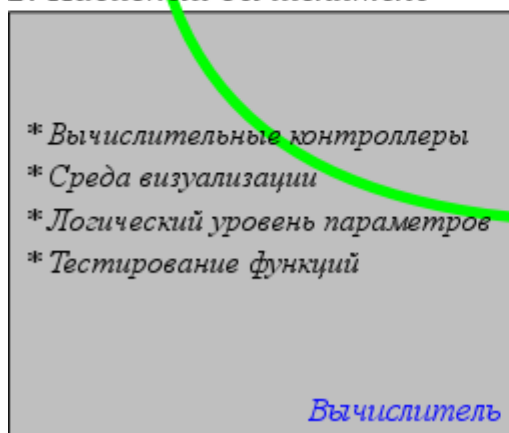 * Вычислительные контроллеры
* Среда визуализации
* Логический уровень параметров
* Тестирование функций
Вычислитель